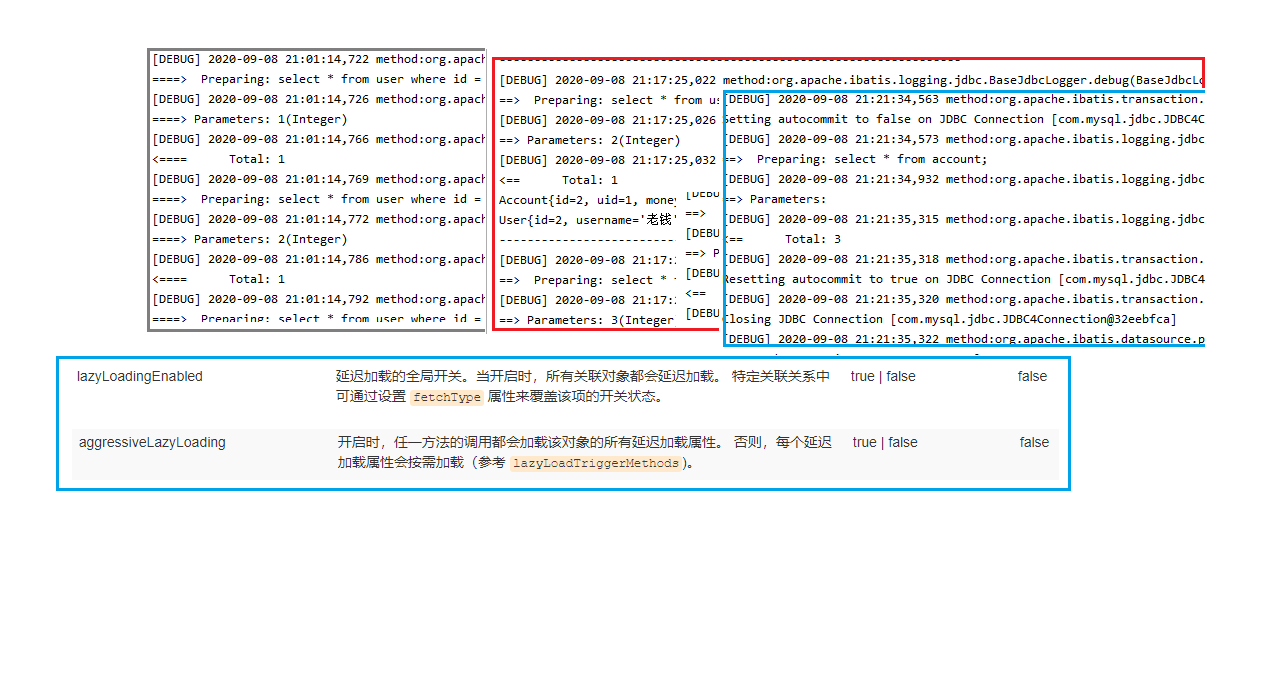 [DEBUG] 2020-09-08 21:01:14,722 method:org.apach
====>  Preparing: select * from user where id =
[DEBUG] 2020-09-08 21:01:14,726 method:org.apach
====> Parameters: 1(Integer)
[DEBUG] 2020-09-08 21:01:14,766 method:org.apach
<====      Total: 1
[DEBUG] 2020-09-08 21:01:14,769 method:org.apach
====>  Preparing: select * from user where id =
[DEBUG] 2020-09-08 21:01:14,772 method:org.apach
====> Parameters: 2(Integer)
[DEBUG] 2020-09-08 21:01:14,786 method:org.apach
<====      Total: 1
[DEBUG] 2020-09-08 21:01:14,792 method:org.apach
====>  Preparing: select * from user where id =
[DEBUG] 2020-09-08 21:17:25,022 method:org.apache.ibatis.logging.jdbc.BaseJdbcLogger.debug(BaseJdbcLo
==>  Preparing: select * from us
[DEBUG] 2020-09-08 21:17:25,026
==> Parameters: 2(Integer)
[DEBUG] 2020-09-08 21:17:25,032
<==      Total: 1
Account{id=2, uid=1, money
User{id=2, username='老钱'
-------------------------
[DEBUG] 2020-09-08 21:17:
==>  Preparing: select *
[DEBUG] 2020-09-08 21:17:
==> Parameters: 3(Integer
[DEBU
==>
[DEBU
==> P
[DEBU
<==
[DEBU
[DEBUG] 2020-09-08 21:21:34,563 method:org.apache.ibatis.transaction.
Setting autocommit to false on JDBC Connection [com.mysql.jdbc.JDBC4C
[DEBUG] 2020-09-08 21:21:34,573 method:org.apache.ibatis.logging.jdbc
==>  Preparing: select * from account;
[DEBUG] 2020-09-08 21:21:34,932 method:org.apache.ibatis.logging.jdbc
==> Parameters:
[DEBUG] 2020-09-08 21:21:35,315 method:org.apache.ibatis.logging.jdbc
<==      Total: 3
[DEBUG] 2020-09-08 21:21:35,318 method:org.apache.ibatis.transaction.
Resetting autocommit to true on JDBC Connection [com.mysql.jdbc.JDBC4
[DEBUG] 2020-09-08 21:21:35,320 method:org.apache.ibatis.transaction.
Closing JDBC Connection [com.mysql.jdbc.JDBC4Connection@32eebfca]
[DEBUG] 2020-09-08 21:21:35,322 method:org.apache.ibatis.datasource.p
lazyLoadingEnabled 延迟加载的全局开关。当开启时，所有关联对象都会延迟加载。 特定关联关系中 true | false false
可通过设置 fetchType 属性来覆盖该项的开关状态。
aggressiveLazyLoading 开启时，任一方法的调用都会加载该对象的所有延迟加载属性。 否则，每个延迟 true | false false
加载属性会按需加载（参考 lazyLoadTriggerMethods)。